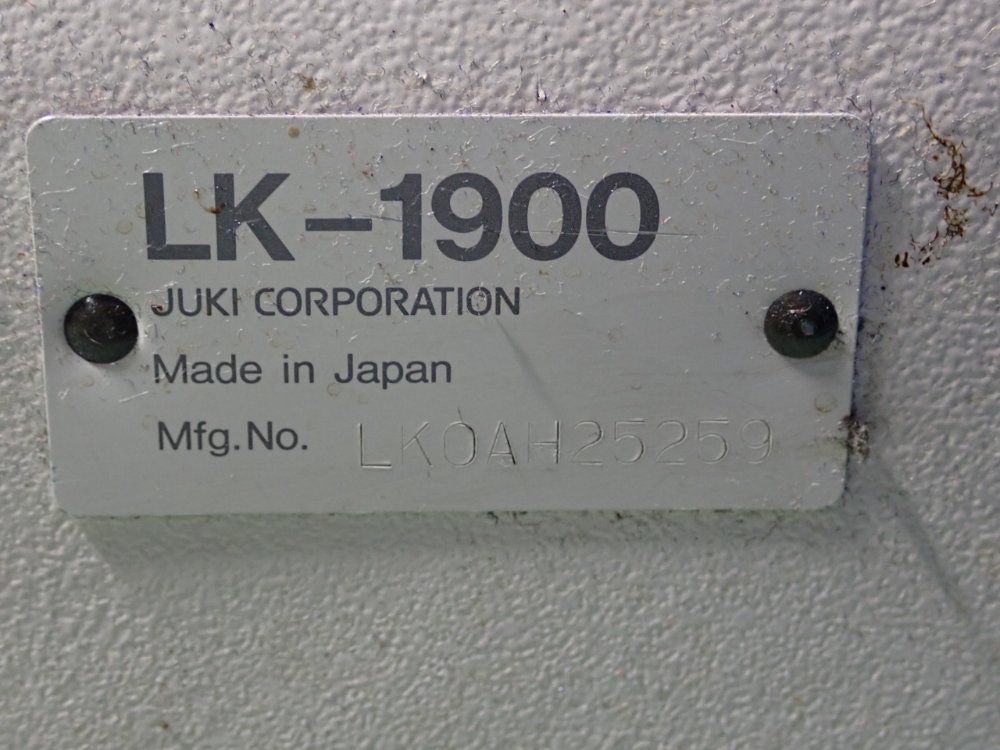 LK-1900
JUKI CORPORATION
Made in Japan
Mfg.No. LK0AH25259